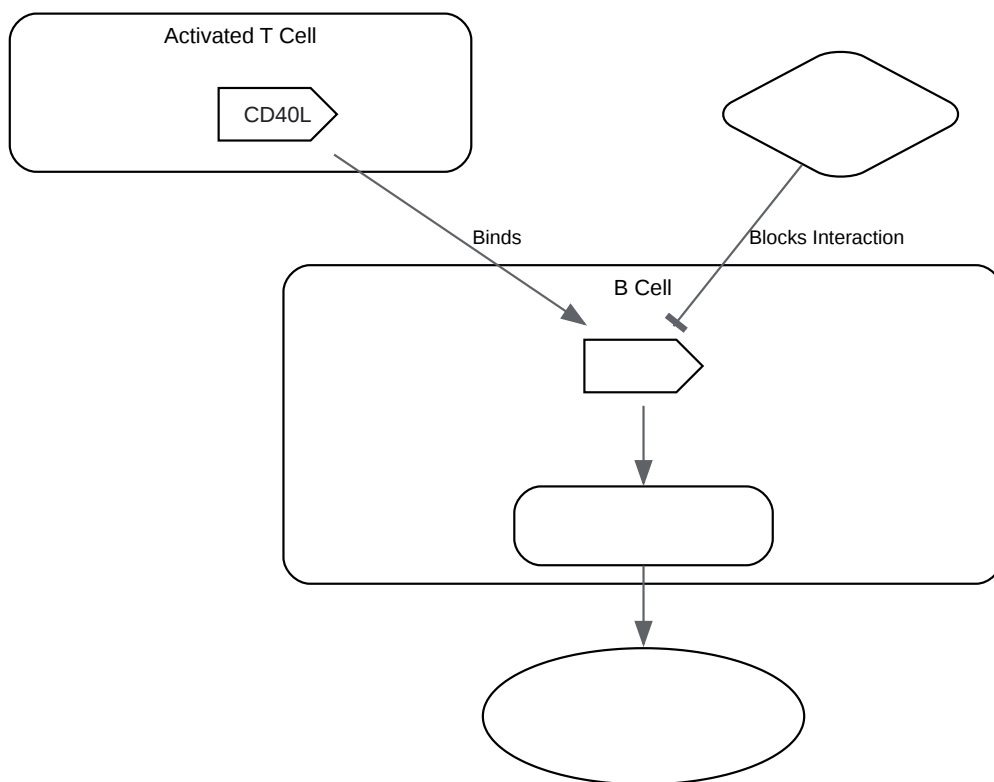 Activated T Cell
CD40L
Binds
Blocks Interaction
B Cell